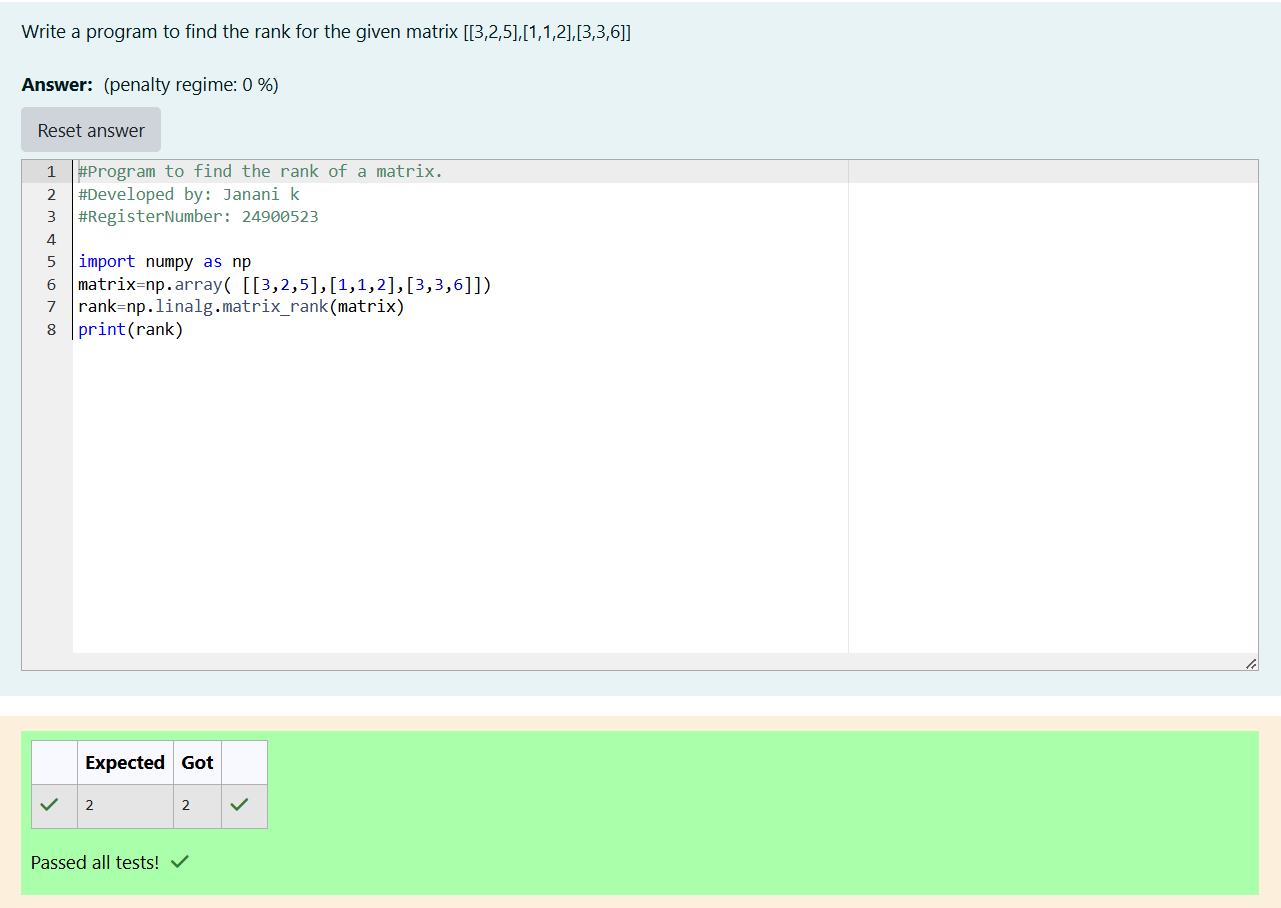 Write a program to find the rank for the given matrix [[3,2,5],[1,1,2],[3,3,6]]
Answer: (penalty regime: 0 %)
Reset answer
1 #Program to find the rank of a matrix.
2 #Developed by: Janani k
3 #RegisterNumber: 24900523
4
5 import numpy as np
6 matrix=np.array( [[3,2,5],[1,1,2],[3,3,6]])
7 rank=np.linalg.matrix_rank(matrix)
8 print(rank)
Expected Got
2 2
Passed all tests!